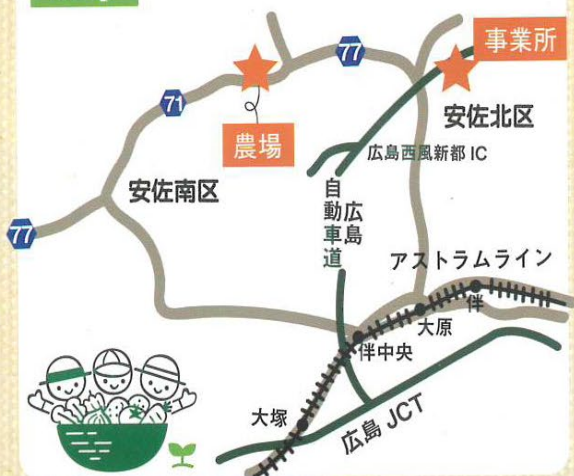 事業所
77
71
農場
安佐北区
広島西風新都 IC
安佐南区
77
広島
自動車道
アストラムライン
伴
大原
伴中央
大塚
広島 JCT